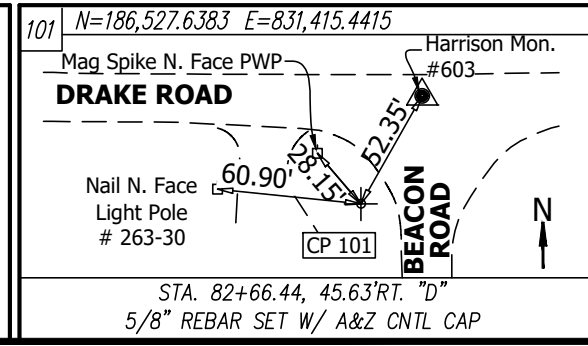 101
N=186,527.6383 E=831,415.4415
Mag Spike N. Face PWP
Harrison Mon.
#603
DRAKE ROAD
52.35'
28.15'
60.90'
Nail N. Face
Light Pole
# 263-30
CP 101
BEACON
ROAD
N
STA. 82+66.44, 45.63'RT. "D"
5/8" REBAR SET W/ A&Z CNTL CAP